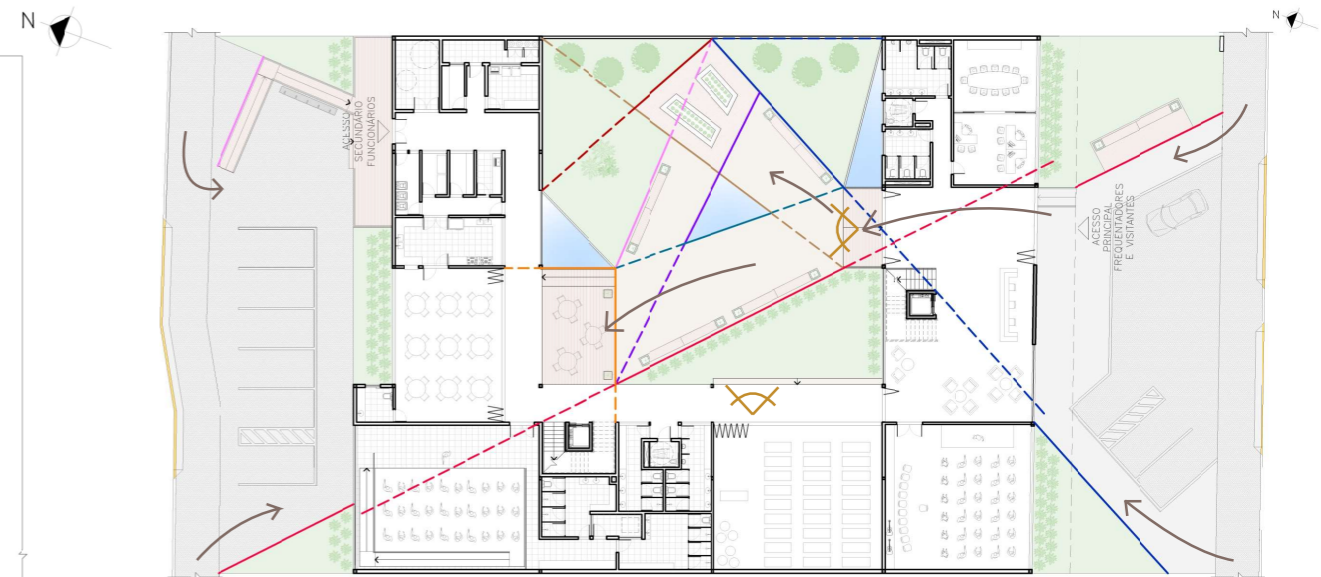 N
N
ACESSO
SECUNDÁRIO
FUNCIONÁRIOS
ACESSO
PRINCIPAL
FREQUENTADORES
E VISITANTES